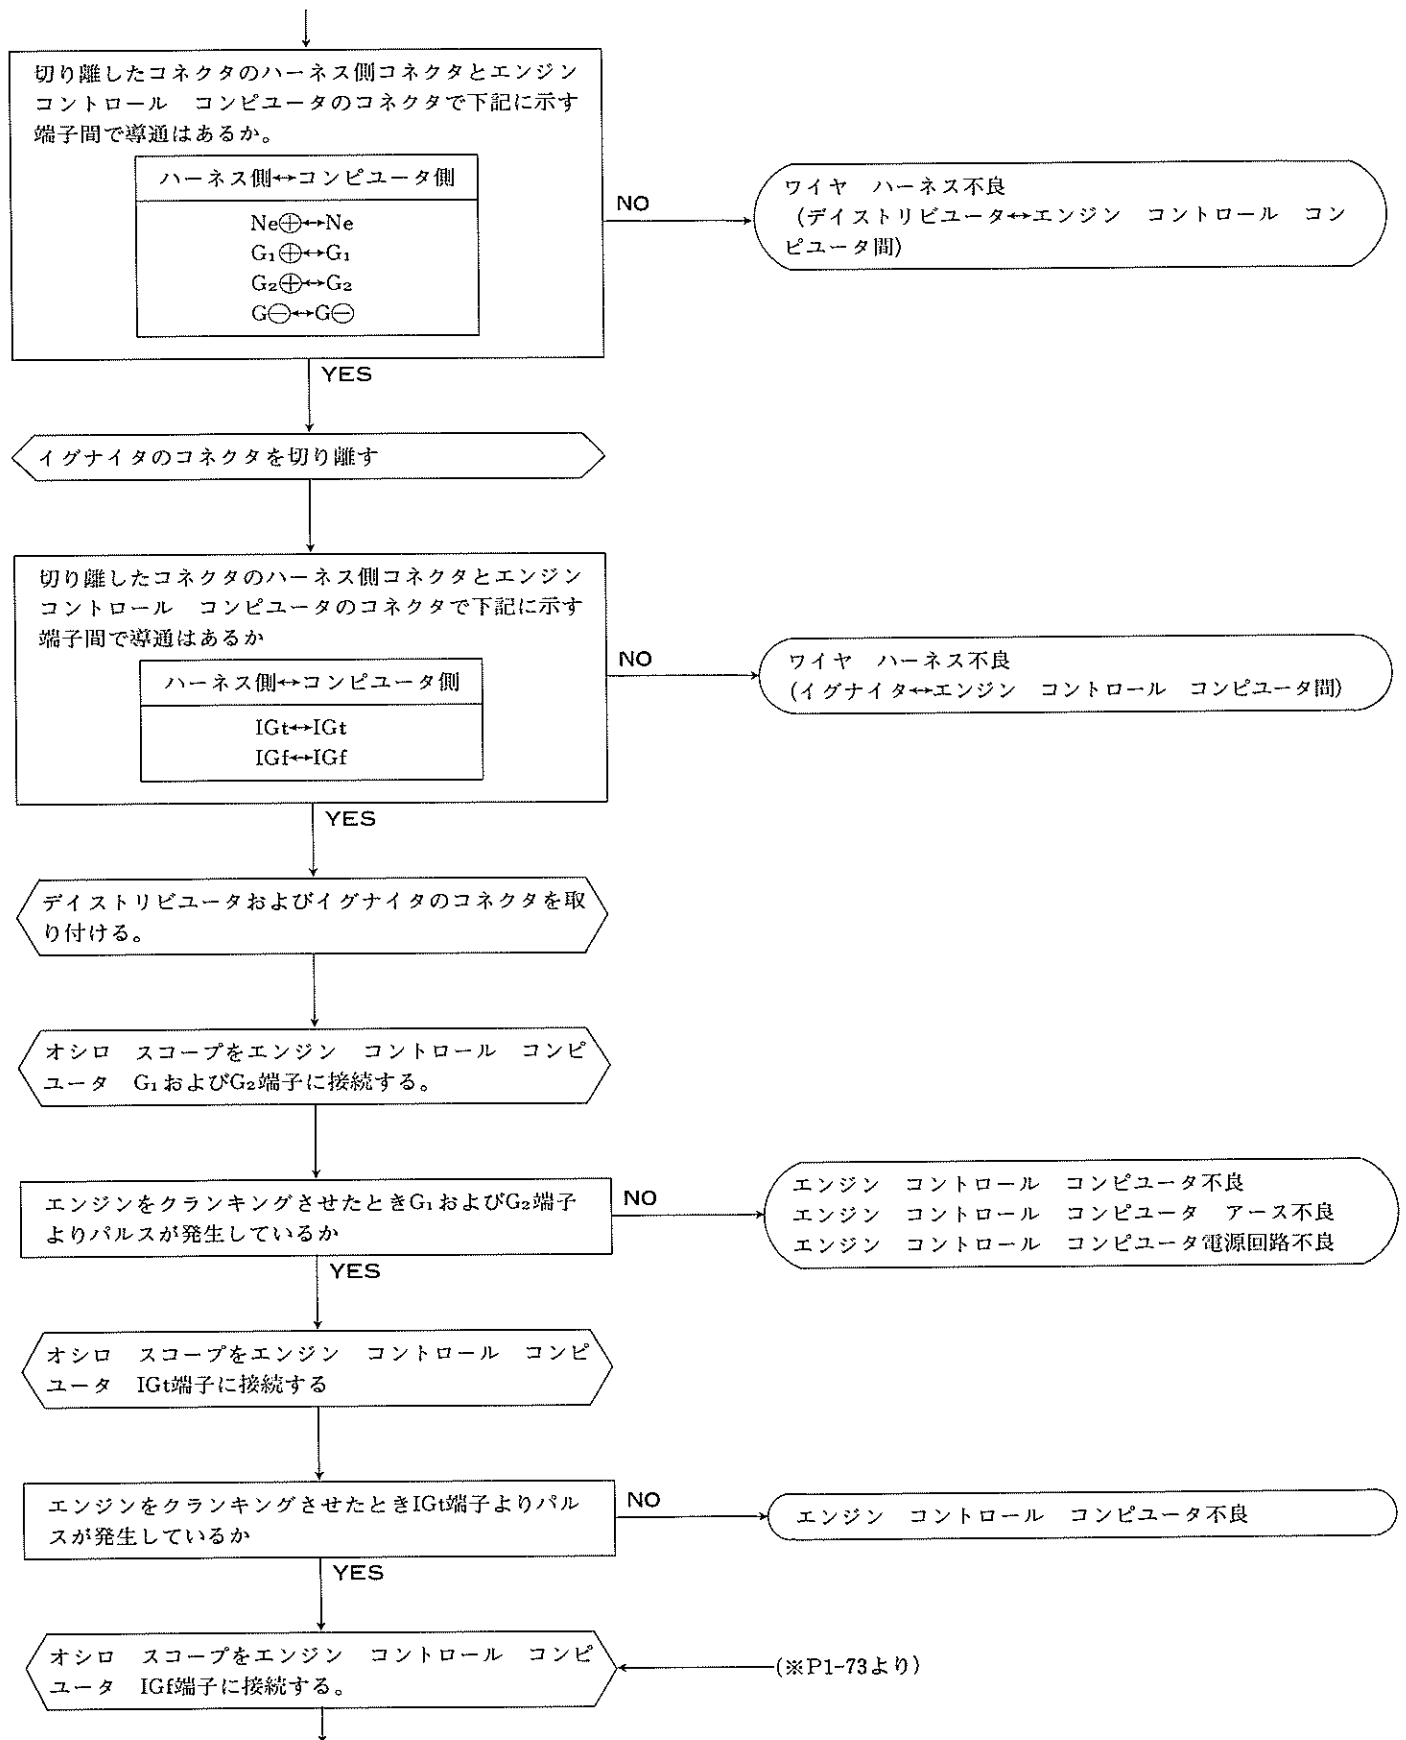 切り離したコネクタのハーネス側コネクタとエンジン
コントロール　コンピユータのコネクタで下記に示す
端子間で導通はあるか。
ハーネス側↔コンピユータ側
Ne⊕↔Ne
G₁⊕↔G₁
G₂⊕↔G₂
G⊖↔G⊖
NO
ワイヤ　ハーネス不良
(デイストリビユータ↔エンジン　コントロール　コン
ピユータ間)
YES
イグナイタのコネクタを切り離す
切り離したコネクタのハーネス側コネクタとエンジン
コントロール　コンピユータのコネクタで下記に示す
端子間で導通はあるか
ハーネス側↔コンピユータ側
IGt↔IGt
IGf↔IGf
NO
ワイヤ　ハーネス不良
(イグナイタ↔エンジン　コントロール　コンピユータ間)
YES
デイストリビユータおよびイグナイタのコネクタを取
り付ける。
オシロ　スコープをエンジン　コントロール　コンピ
ユータ　G₁およびG₂端子に接続する。
エンジンをクランキングさせたときG₁およびG₂端子
よりパルスが発生しているか
NO
エンジン　コントロール　コンピユータ不良
エンジン　コントロール　コンピユータ　アース不良
エンジン　コントロール　コンピユータ電源回路不良
YES
オシロ　スコープをエンジン　コントロール　コンピ
ユータ　IGt端子に接続する
エンジンをクランキングさせたときIGt端子よりパル
スが発生しているか
NO
エンジン　コントロール　コンピユータ不良
YES
オシロ　スコープをエンジン　コントロール　コンピ
ユータ　IGf端子に接続する。
(※P1-73より)